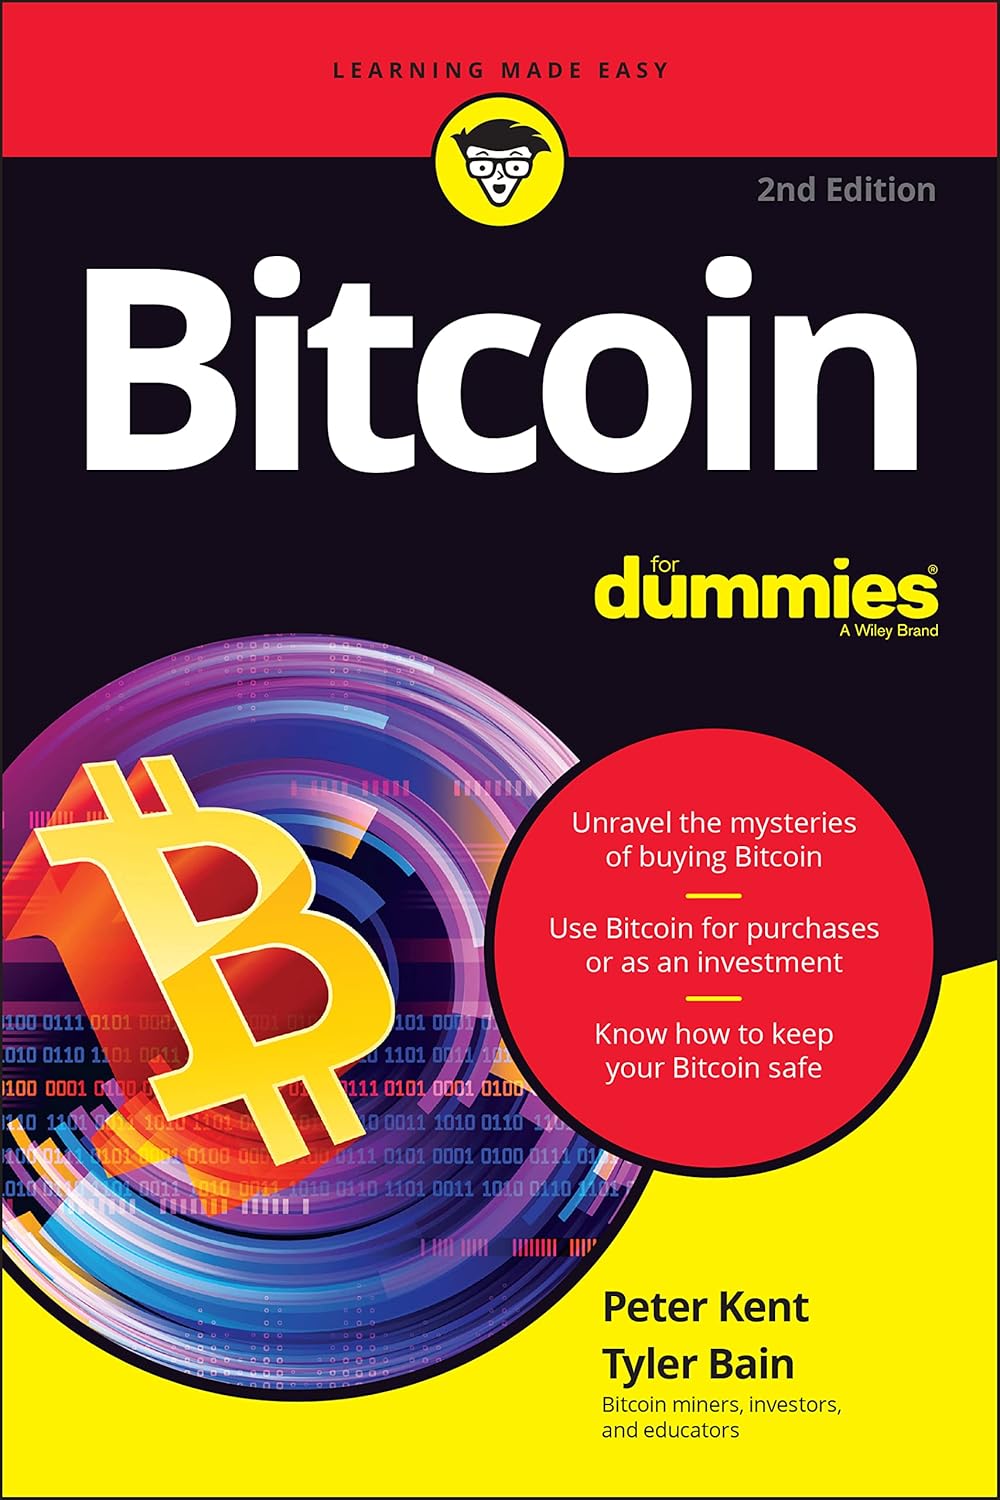 LEARNING MADE EASY
2nd Edition
Bitcoin
for
dummies®
A Wiley Brand
Unravel the mysteries
of buying Bitcoin
Use Bitcoin for purchases
or as an investment
Know how to keep
your Bitcoin safe
Peter Kent
Tyler Bain
Bitcoin miners, investors,
and educators